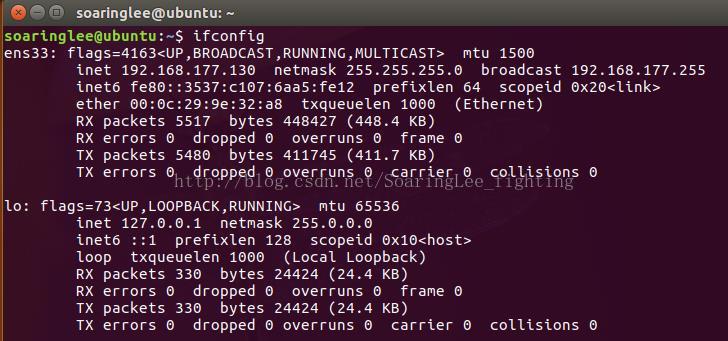 soaringlee@ubuntu: ~
soaringlee@ubuntu:~$ ifconfig
ens33: flags=4163<UP,BROADCAST,RUNNING,MULTICAST>  mtu 1500
        inet 192.168.177.130  netmask 255.255.255.0  broadcast 192.168.177.255
        inet6 fe80::3537:c107:6aa5:fe12  prefixlen 64  scopeid 0x20<link>
        ether 00:0c:29:9e:32:a8  txqueuelen 1000  (Ethernet)
        RX packets 5517  bytes 448427 (448.4 KB)
        RX errors 0  dropped 0  overruns 0  frame 0
        TX packets 5480  bytes 411745 (411.7 KB)
        TX errors 0  dropped 0 overruns 0  carrier 0  collisions 0
http://blog.csdn.net/SoaringLee_fighting
lo: flags=73<UP,LOOPBACK,RUNNING>  mtu 65536
        inet 127.0.0.1  netmask 255.0.0.0
        inet6 ::1  prefixlen 128  scopeid 0x10<host>
        loop  txqueuelen 1000  (Local Loopback)
        RX packets 330  bytes 24424 (24.4 KB)
        RX errors 0  dropped 0  overruns 0  frame 0
        TX packets 330  bytes 24424 (24.4 KB)
        TX errors 0  dropped 0 overruns 0  carrier 0  collisions 0